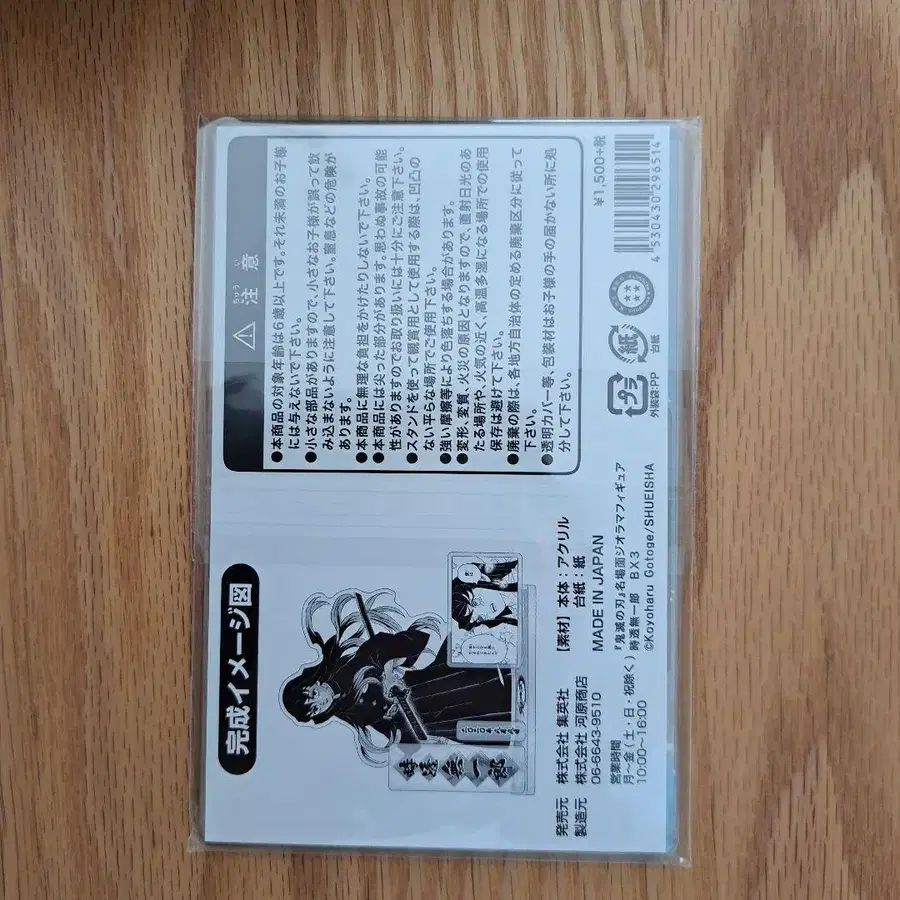 ⚠ 注意
ちゅう い
●本商品の対象年齢は6歳以上です。それ未満のお子様
には与えないで下さい。
●小さな部品がありますので、小さなお子様が誤って飲
み込まないように注意して下さい。窒息などの危険が
あります。
●本商品に無理な負担をかけたりしないで下さい。
●本商品には尖った部分があります。思わぬ事故の可能
性がありますのでお取り扱いには十分にご注意下さい。
●スタンドを使って観賞用として使用する際は、凹凸の
ない平らな場所でご使用下さい。
●強い摩擦等により色落ちする場合があります。
●変形、変質、火災の原因となりますので、直射日光のあ
たる場所や、火気の近く、高温多湿になる場所での使用
保存は避けて下さい。
●廃棄の際は、各地方自治体の定める廃棄区分に従って
下さい。
●透明カバー等、包装材はお子様の手の届かない所に処
分して下さい。
¥1,500+税
4 530430 296514
プラ
外装袋:PP
紙
台紙
完成イメージ図
時透
無一郎
【素材】本体:アクリル
台紙:紙
MADE IN JAPAN
発売元 株式会社 集英社
製造元 株式会社 河原商店
06-6643-9510
営業時間
月〜金(土・日・祝除く)
10:00〜16:00
『鬼滅の刃』名場面ジオラマフィギュア
時透無一郎 BX3
©Koyoharu Gotoge/SHUEISHA